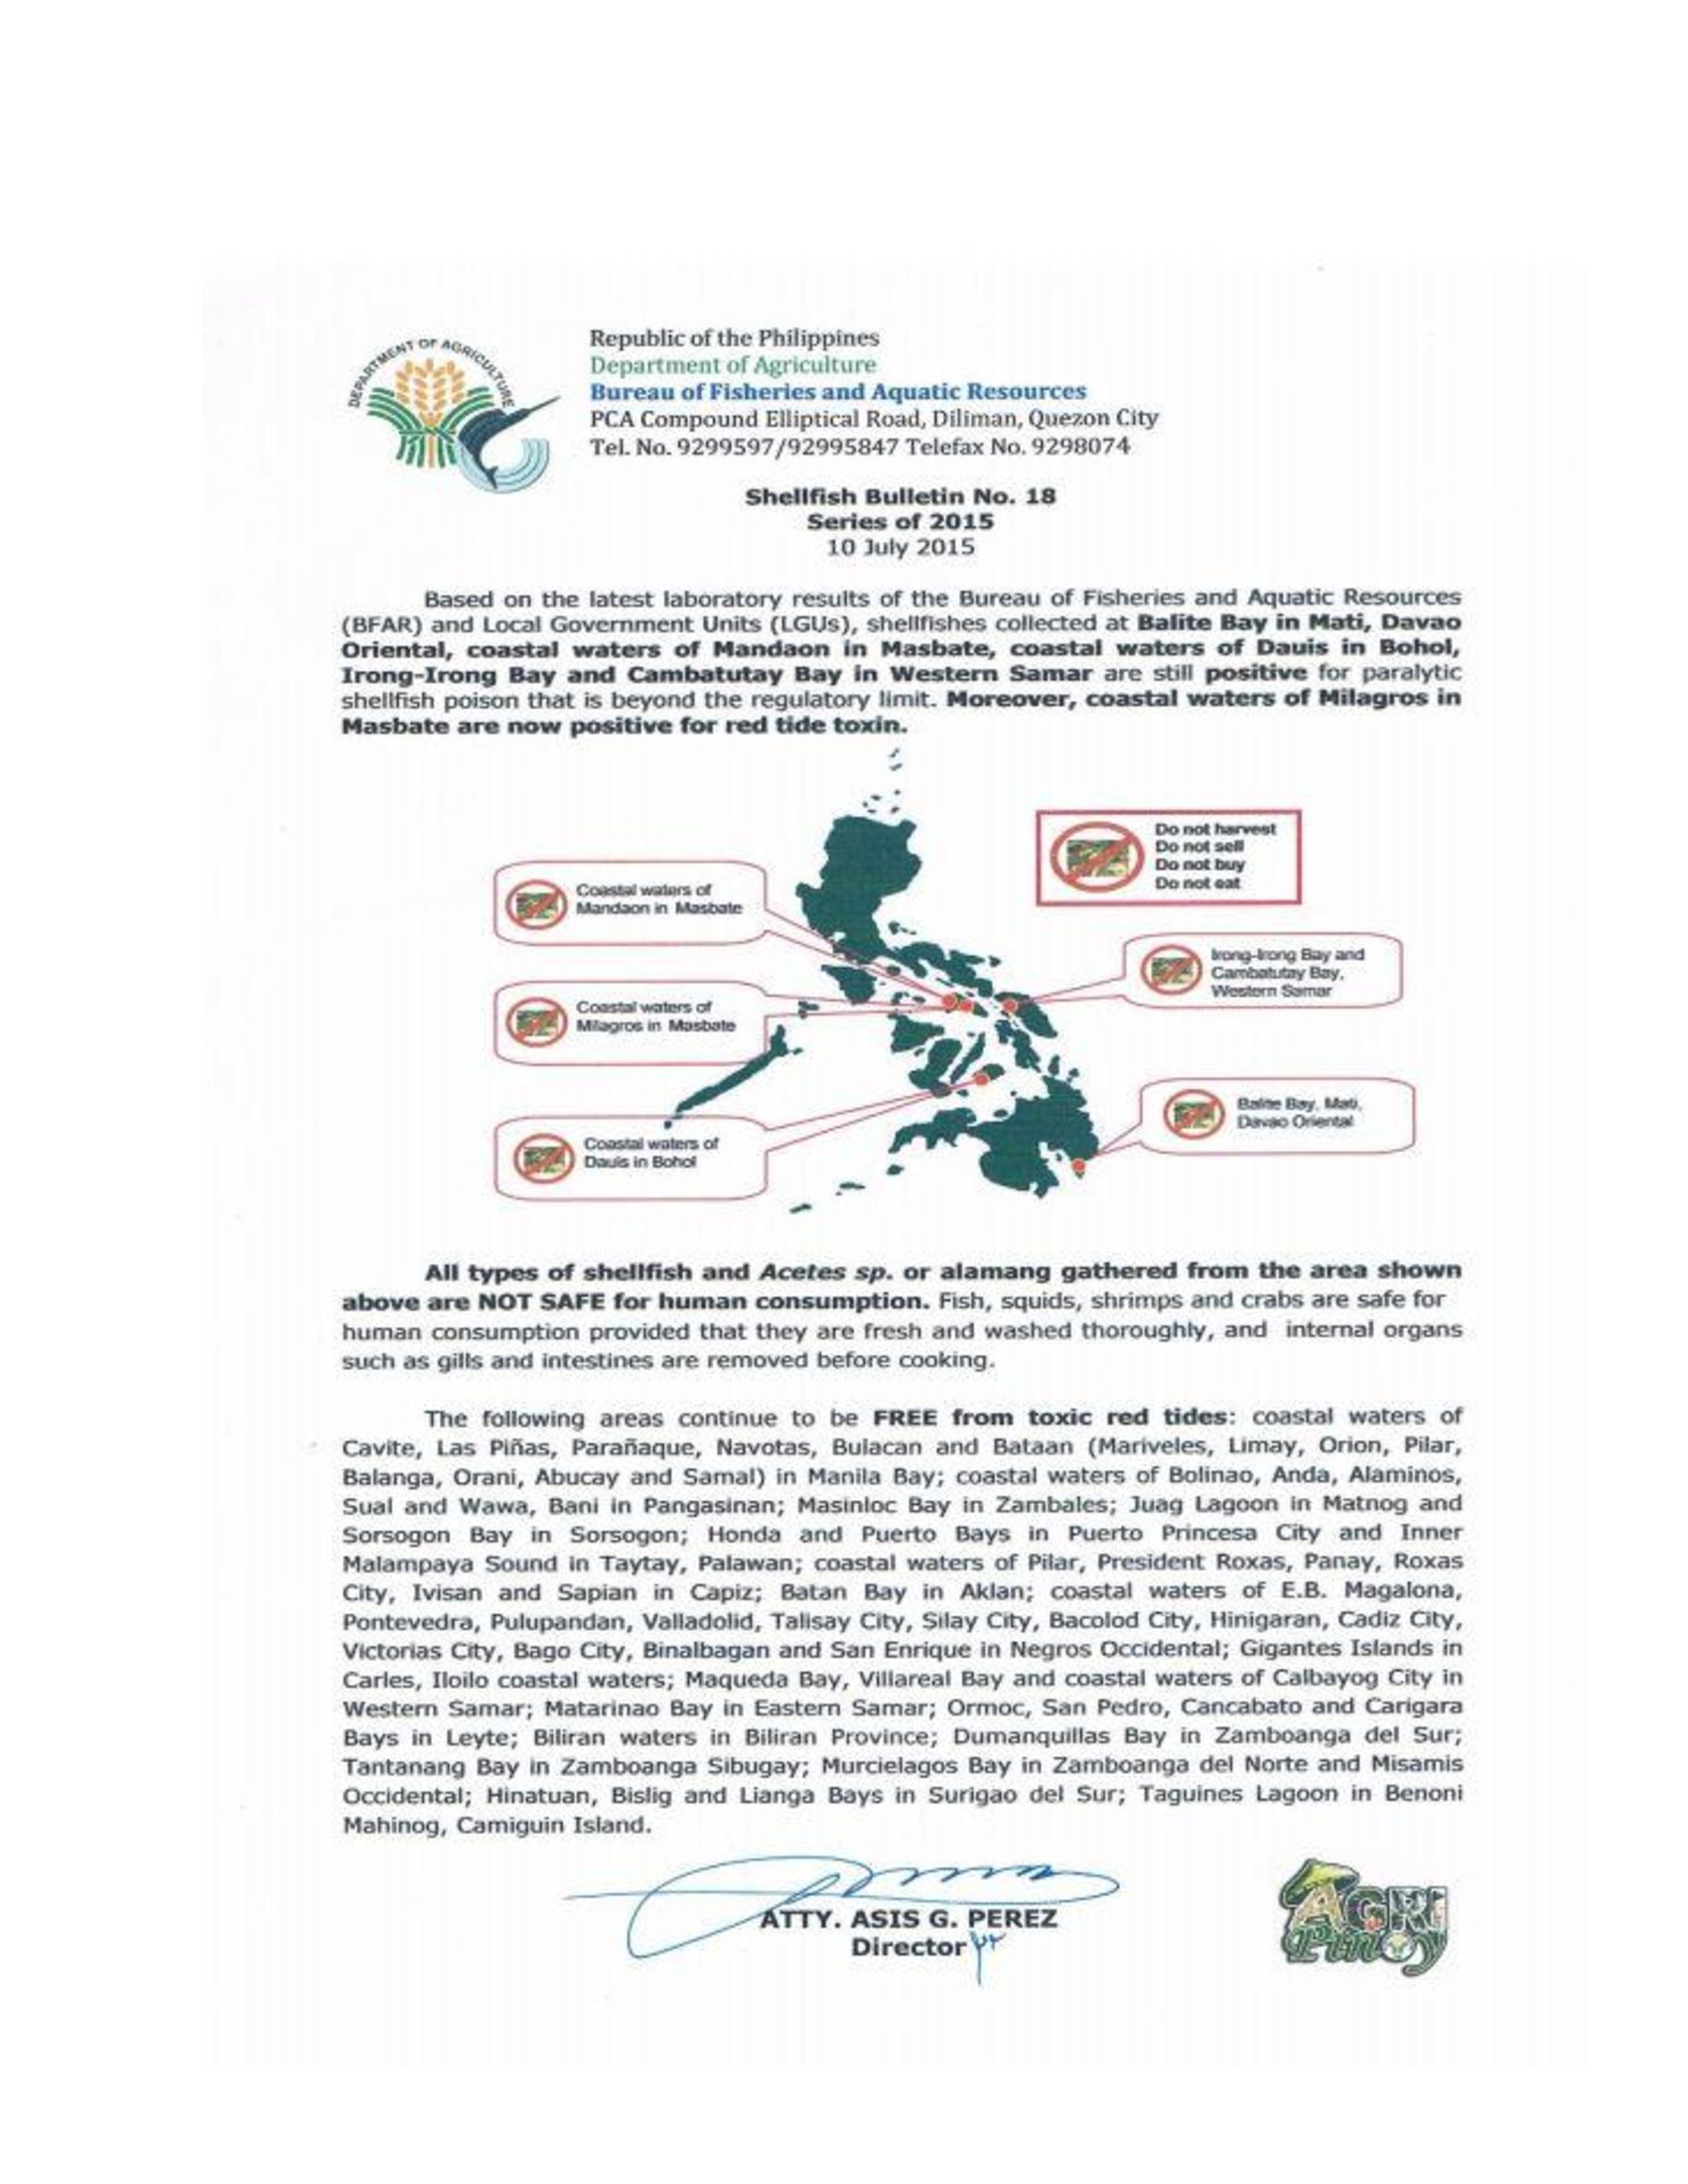 DEPARTMENT OF AGRICULTURE
Republic of the Philippines
Department of Agriculture
Bureau of Fisheries and Aquatic Resources
PCA Compound Elliptical Road, Diliman, Quezon City
Tel. No. 9299597/92995847 Telefax No. 9298074
Shellfish Bulletin No. 18
Series of 2015
10 July 2015
Based on the latest laboratory results of the Bureau of Fisheries and Aquatic Resources
(BFAR) and Local Government Units (LGUs), shellfishes collected at Balite Bay in Mati, Davao
Oriental, coastal waters of Mandaon in Masbate, coastal waters of Dauis in Bohol,
Irong-Irong Bay and Cambatutay Bay in Western Samar are still positive for paralytic
shellfish poison that is beyond the regulatory limit. Moreover, coastal waters of Milagros in
Masbate are now positive for red tide toxin.
Do not harvest
Do not sell
Do not buy
Do not eat
Coastal waters of
Mandaon in Masbate
Irong-Irong Bay and
Cambatutay Bay,
Western Samar
Coastal waters of
Milagros in Masbate
Balite Bay, Mati,
Davao Oriental
Coastal waters of
Dauis in Bohol
All types of shellfish and Acetes sp. or alamang gathered from the area shown
above are NOT SAFE for human consumption. Fish, squids, shrimps and crabs are safe for
human consumption provided that they are fresh and washed thoroughly, and internal organs
such as gills and intestines are removed before cooking.
The following areas continue to be FREE from toxic red tides: coastal waters of
Cavite, Las Piñas, Parañaque, Navotas, Bulacan and Bataan (Mariveles, Limay, Orion, Pilar,
Balanga, Orani, Abucay and Samal) in Manila Bay; coastal waters of Bolinao, Anda, Alaminos,
Sual and Wawa, Bani in Pangasinan; Masinloc Bay in Zambales; Juag Lagoon in Matnog and
Sorsogon Bay in Sorsogon; Honda and Puerto Bays in Puerto Princesa City and Inner
Malampaya Sound in Taytay, Palawan; coastal waters of Pilar, President Roxas, Panay, Roxas
City, Ivisan and Sapian in Capiz; Batan Bay in Aklan; coastal waters of E.B. Magalona,
Pontevedra, Pulupandan, Valladolid, Talisay City, Silay City, Bacolod City, Hinigaran, Cadiz City,
Victorias City, Bago City, Binalbagan and San Enrique in Negros Occidental; Gigantes Islands in
Carles, Iloilo coastal waters; Maqueda Bay, Villareal Bay and coastal waters of Calbayog City in
Western Samar; Matarinao Bay in Eastern Samar; Ormoc, San Pedro, Cancabato and Carigara
Bays in Leyte; Biliran waters in Biliran Province; Dumanquillas Bay in Zamboanga del Sur;
Tantanang Bay in Zamboanga Sibugay; Murcielagos Bay in Zamboanga del Norte and Misamis
Occidental; Hinatuan, Bislig and Lianga Bays in Surigao del Sur; Taguines Lagoon in Benoni
Mahinog, Camiguin Island.
ATTY. ASIS G. PEREZ
Director
AGRI
Pinoy